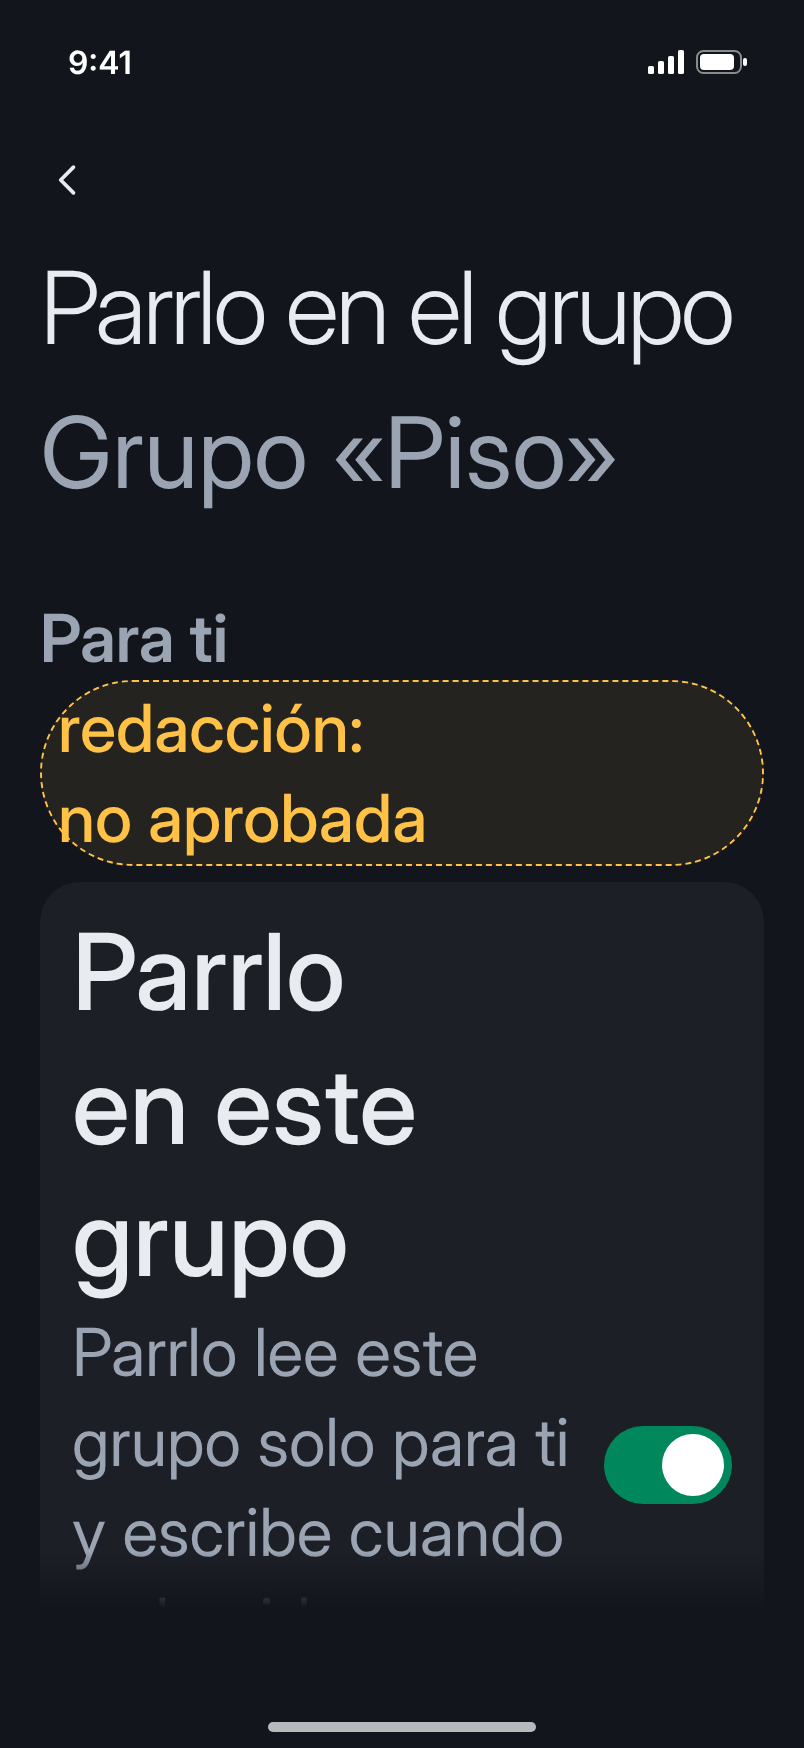 9:41
Parrlo en el grupo
Grupo «Piso»
Para ti
redacción:
no aprobada
Parrlo
en este
grupo
Parrlo lee este
grupo solo para ti
y escribe cuando